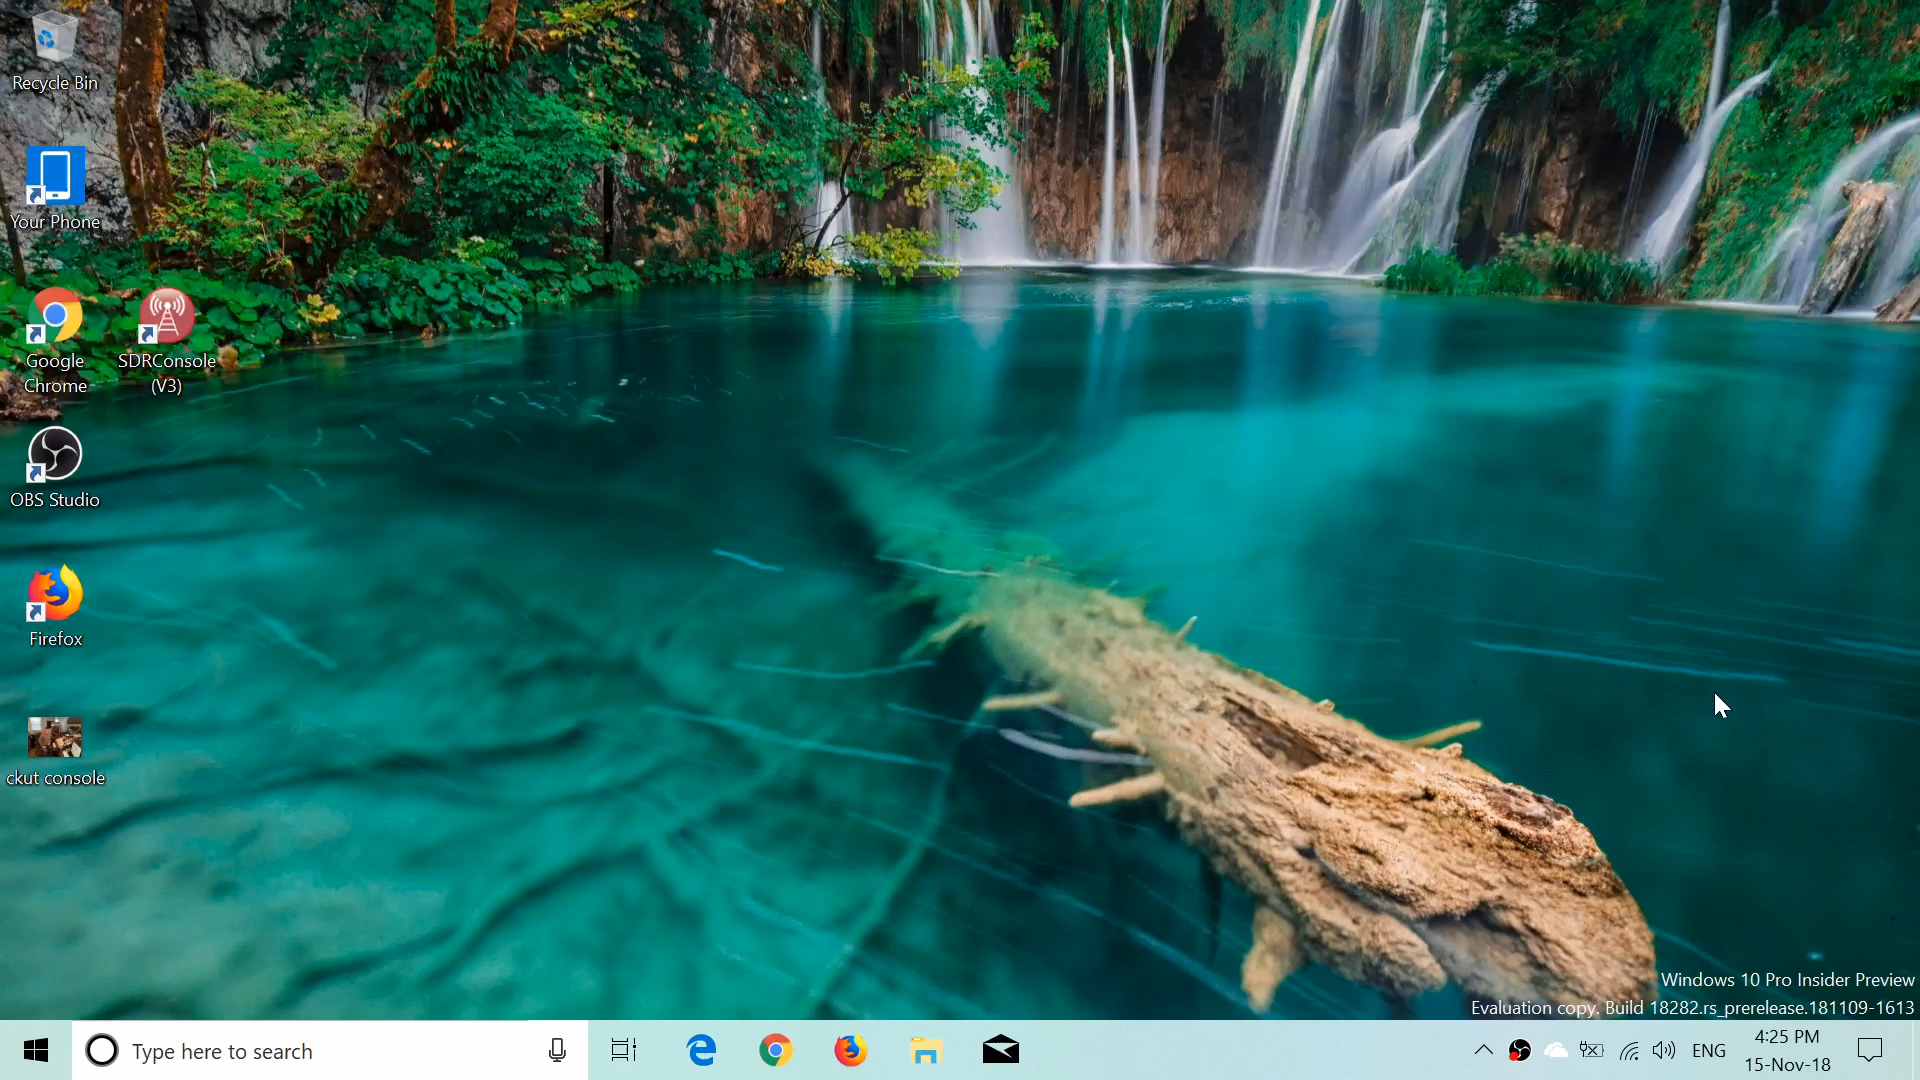 Recycle Bin
Your Phone
Google
Chrome
SDRConsole
(V3)
OBS Studio
Firefox
ckut console
Windows 10 Pro Insider Preview
Evaluation copy. Build 18282.rs_prerelease.181109-1613
Type here to search
ENG
4:25 PM
15-Nov-18